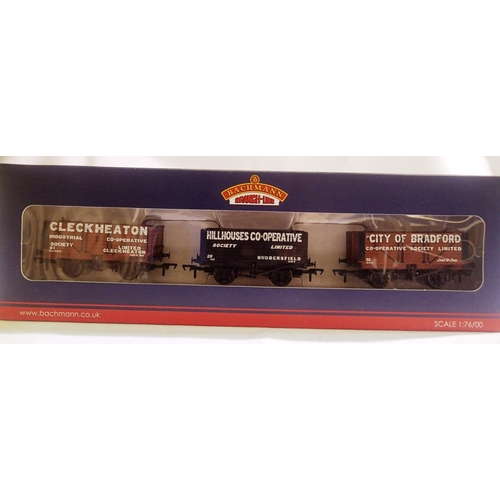 BACHMANN
BRANCH-LINE
CLECKHEATON
INDUSTRIAL CO-OPERATIVE
SOCIETY LIMITED
CLECKHEATON
HILLHOUSES CO-OPERATIVE
SOCIETY LIMITED
HUDDERSFIELD
CITY OF BRADFORD
CO-OPERATIVE SOCIETY LIMITED
www.bachmann.co.uk
SCALE 1:76/00